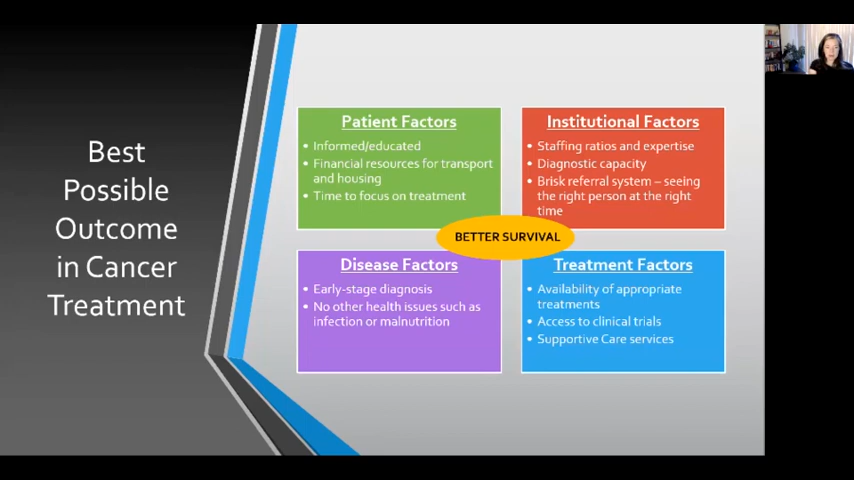 Best
Possible
Outcome
in Cancer
Treatment
Patient Factors
• Informed/educated
• Financial resources for transport
and housing
• Time to focus on treatment
Institutional Factors
• Staffing ratios and expertise
• Diagnostic capacity
• Brisk referral system – seeing
the right person at the right
time
BETTER SURVIVAL
Disease Factors
• Early-stage diagnosis
• No other health issues such as
infection or malnutrition
Treatment Factors
• Availability of appropriate
treatments
• Access to clinical trials
• Supportive Care services